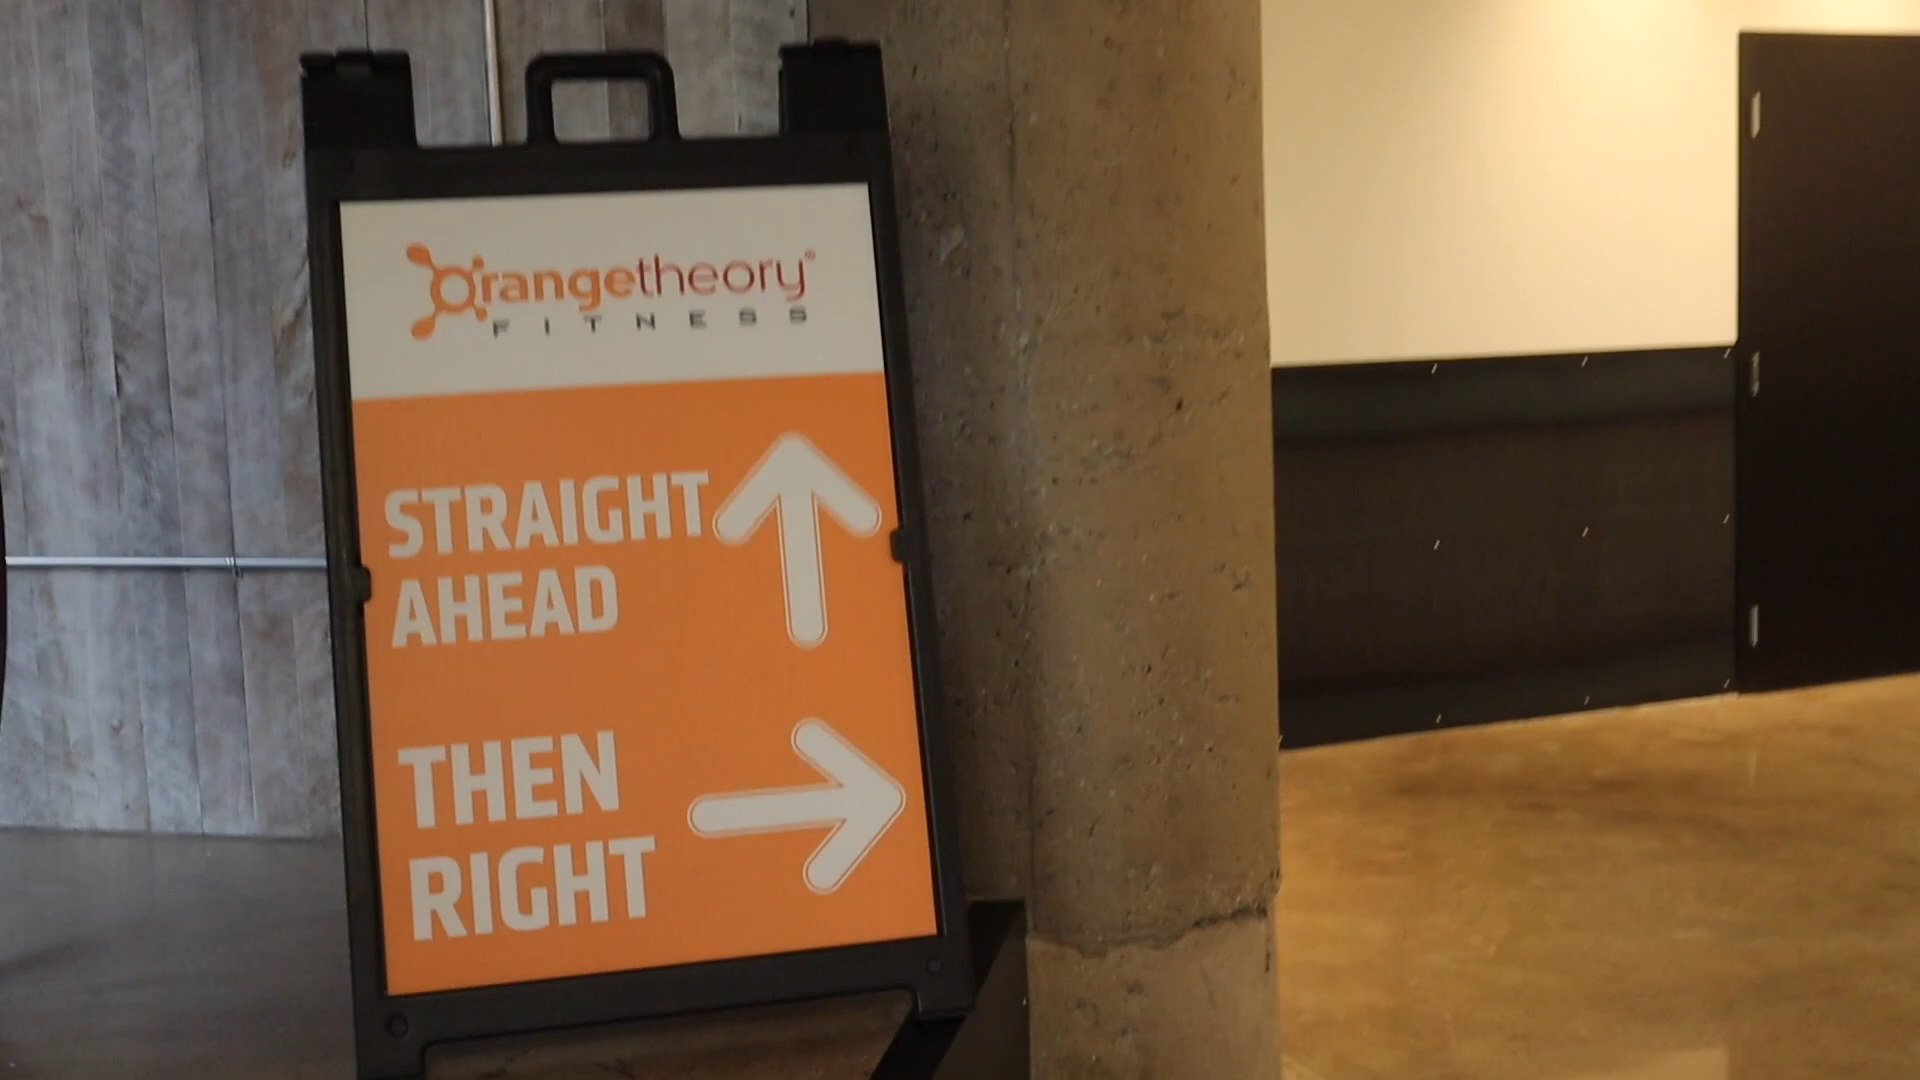 Orangetheory®
FITNESS
STRAIGHT
AHEAD
THEN
RIGHT